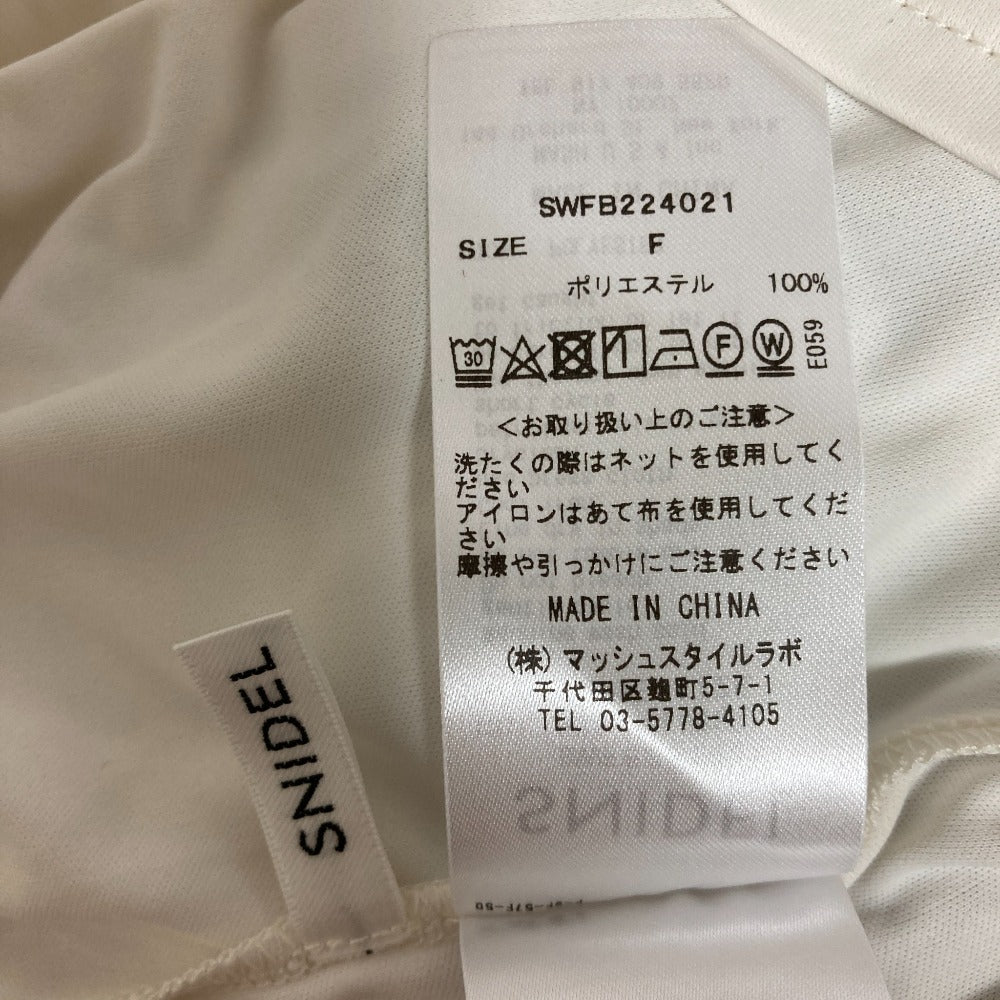 SWFB224021
SIZE F
ポリエステル 100%
30 F W E059
<お取り扱い上のご注意>
洗たくの際はネットを使用してく
ださい
アイロンはあて布を使用してくだ
さい
摩擦や引っかけにご注意ください
MADE IN CHINA
(株) マッシュスタイルラボ
千代田区麹町5-7-1
TEL 03-5778-4105
SNIDEL